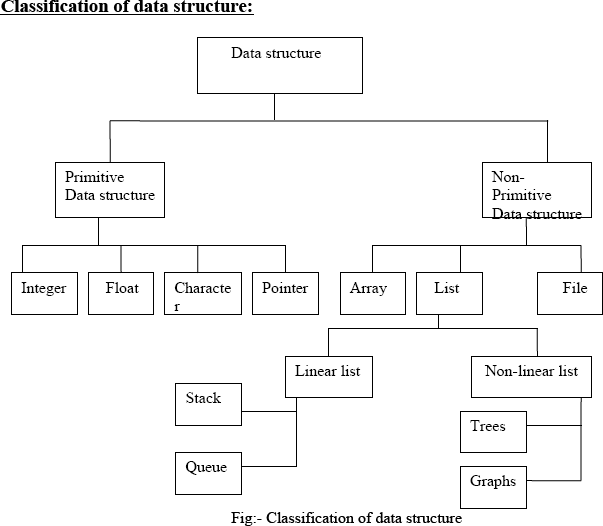 Classification of data structure:
Data structure
Primitive
Data structure
Non-
Primitive
Data structure
Integer
Float
Characte
r
Pointer
Array
List
File
Linear list
Non-linear list
Stack
Trees
Queue
Graphs
Fig:- Classification of data structure